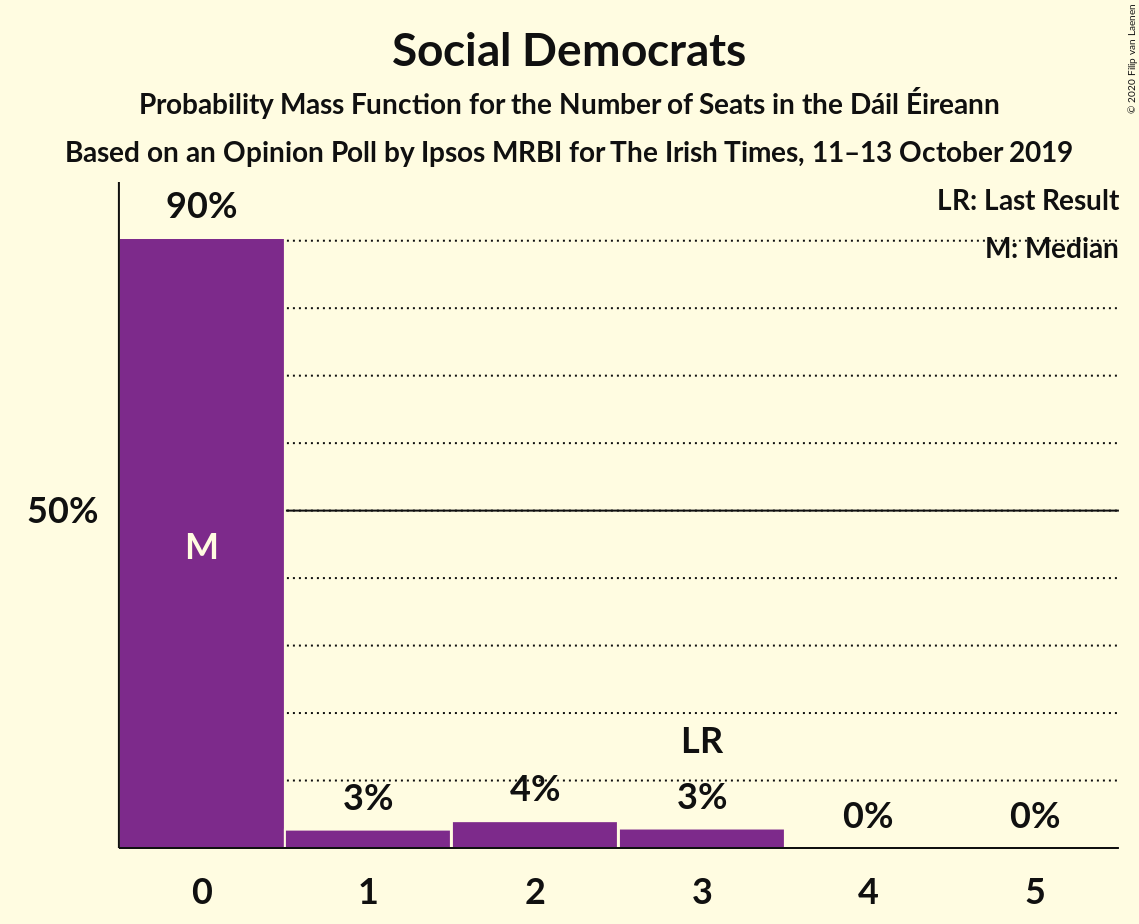 Social Democrats
Probability Mass Function for the Number of Seats in the Dáil Éireann
Based on an Opinion Poll by Ipsos MRBI for The Irish Times, 11–13 October 2019
© 2020 Filip van Laenen
LR: Last Result
M: Median
90%
50%
M
LR
3%
4%
3%
0%
0%
0
1
2
3
4
5